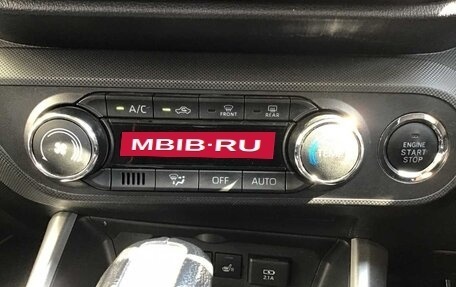 A/C
FRONT
REAR
MBIB·RU
OFF
AUTO
ENGINE
START
STOP
R
2.1A